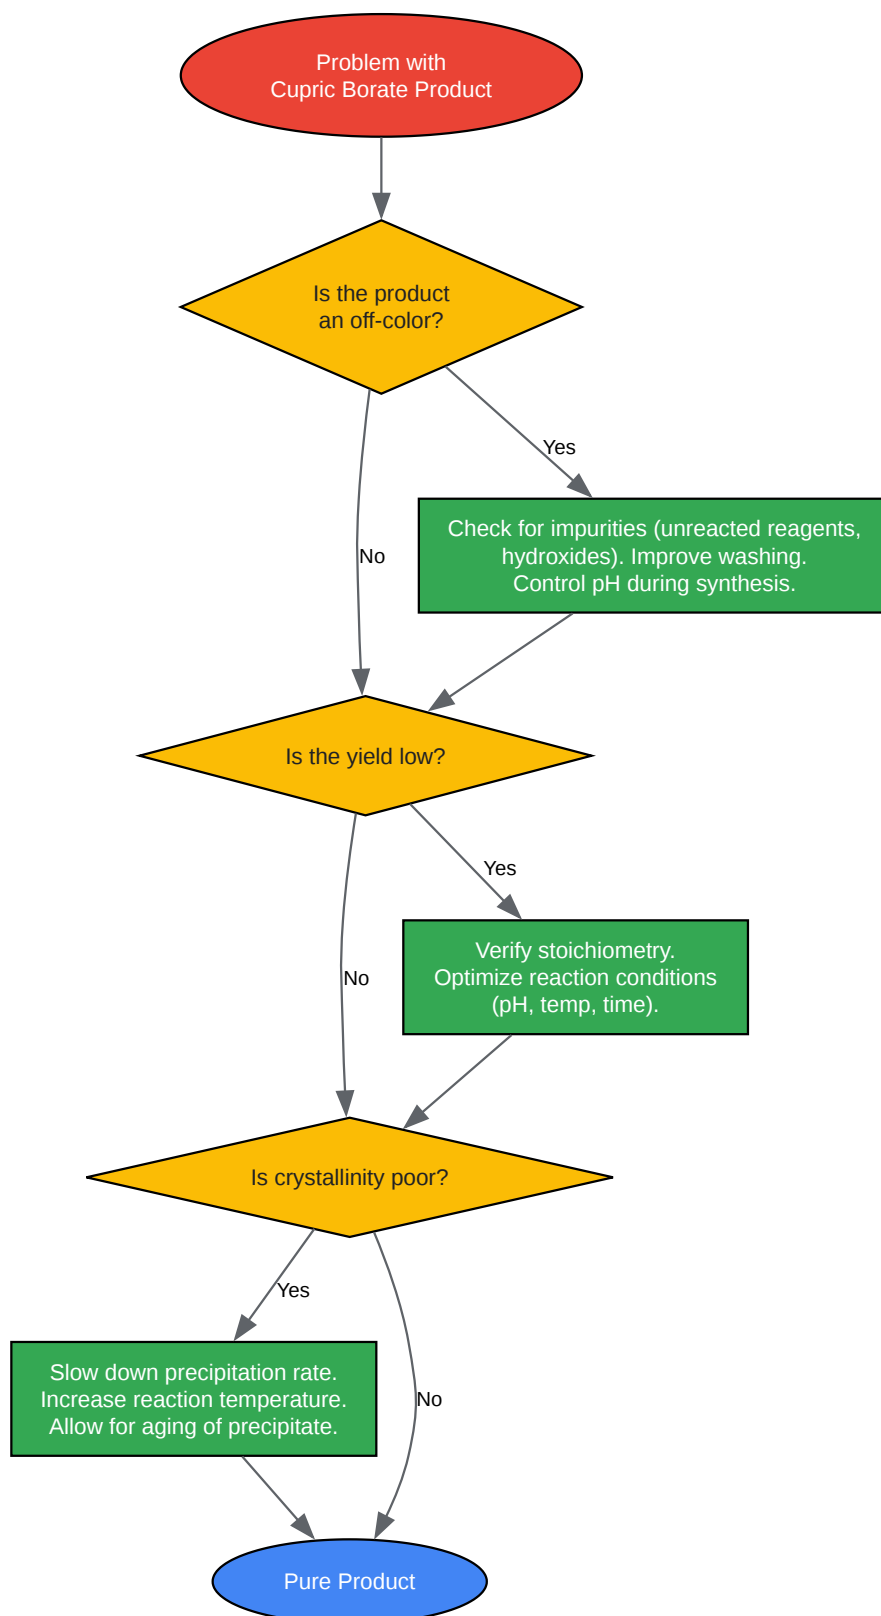 Problem with
Cupric Borate Product
Is the product
an off-color?
Yes
Check for impurities (unreacted reagents,
hydroxides). Improve washing.
Control pH during synthesis.
No
Is the yield low?
Yes
Verify stoichiometry.
Optimize reaction conditions
(pH, temp, time).
No
Is crystallinity poor?
Yes
Slow down precipitation rate.
Increase reaction temperature.
Allow for aging of precipitate.
No
Pure Product